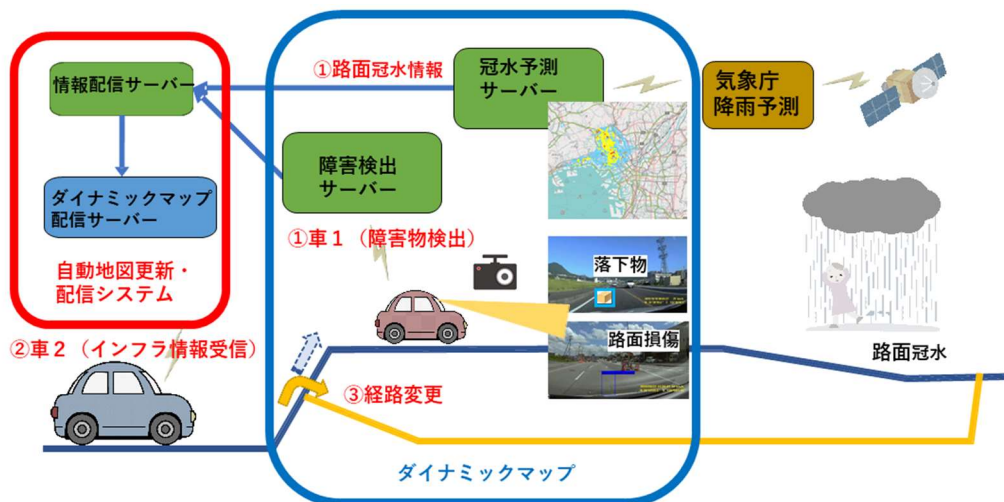 情報配信サーバー
①路面冠水情報
冠水予測
サーバー
気象庁
降雨予測
障害検出
サーバー
ダイナミックマップ
配信サーバー
①車１（障害物検出）
自動地図更新・
配信システム
落下物
②車２（インフラ情報受信）
路面損傷
路面冠水
③経路変更
ダイナミックマップ